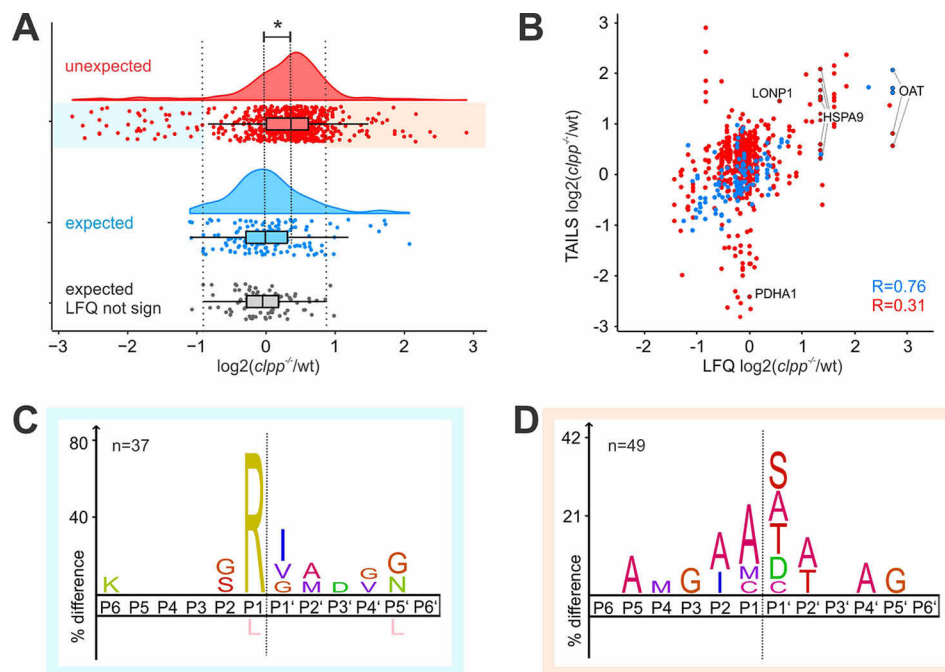 A
*
unexpected
expected
expected
LFQ not sign
−3 −2 −1 0 1 2 3
log2(clpp-/-/wt)
B
TAILS log2(clpp-/-/wt)
3
2
1
0
-1
-2
-3
LONP1
HSPA9
OAT
PDHA1
R=0.76
R=0.31
-2 -1 0 1 2 3
LFQ log2(clpp-/-/wt)
C
n=37
% difference
80
40
K G S R I V G A M D G V G N
P6 P5 P4 P3 P2 P1 P1' P2' P3' P4' P5' P6'
L L
D
n=49
% difference
42
21
A M G A I A M C S A T D C A T A G
P6 P5 P4 P3 P2 P1 P1' P2' P3' P4' P5' P6'